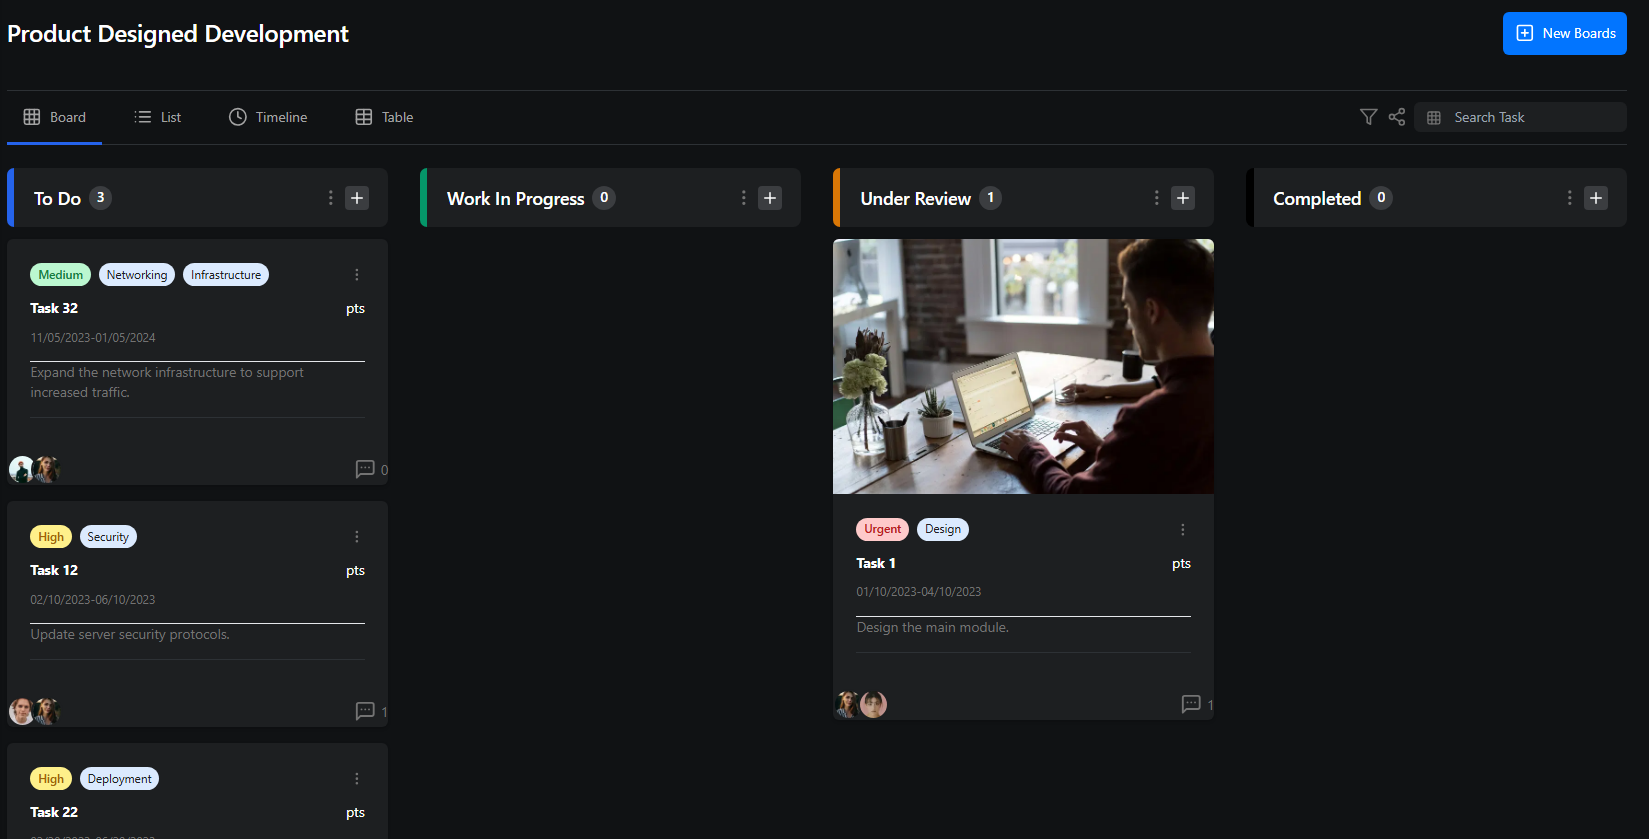 Product Designed Development
New Boards
Board List Timeline Table
Search Task
To Do 3
Work In Progress 0
Under Review 1
Completed 0
Medium Networking Infrastructure
Task 32 pts
11/05/2023-01/05/2024
Expand the network infrastructure to support
increased traffic.
0
High Security
Task 12 pts
02/10/2023-06/10/2023
Update server security protocols.
1
High Deployment
Task 22 pts
Urgent Design
Task 1 pts
01/10/2023-04/10/2023
Design the main module.
1